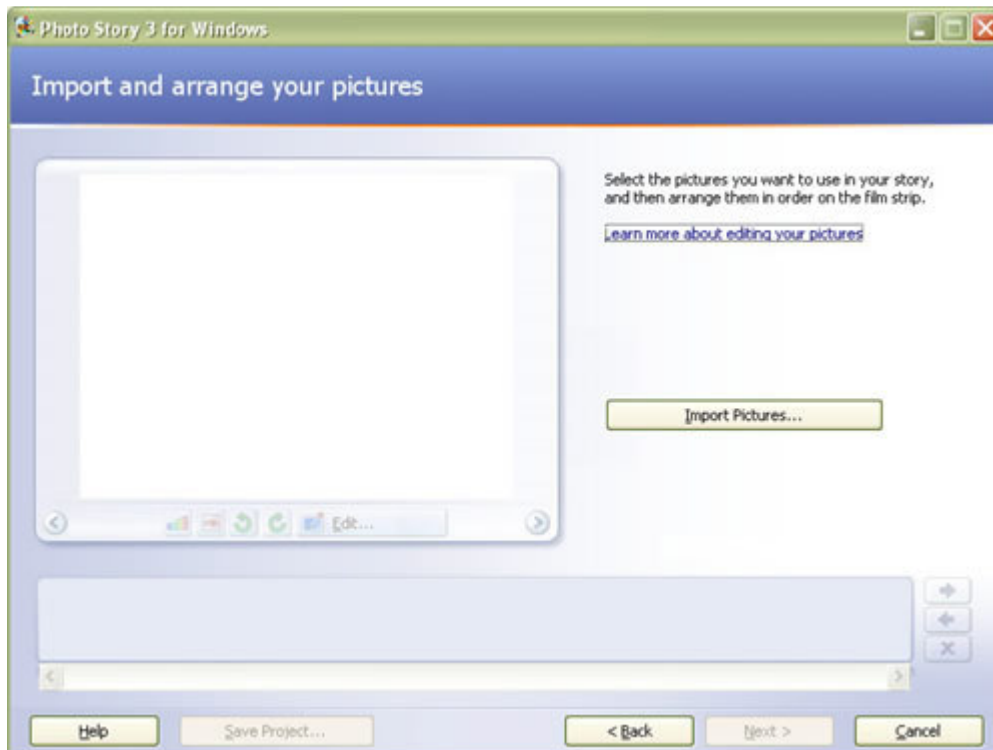 Photo Story 3 for Windows
Import and arrange your pictures
Select the pictures you want to use in your story,
and then arrange them in order on the film strip.
Learn more about editing your pictures
Import Pictures...
Edit...
Help
Save Project...
< Back
Next >
Cancel